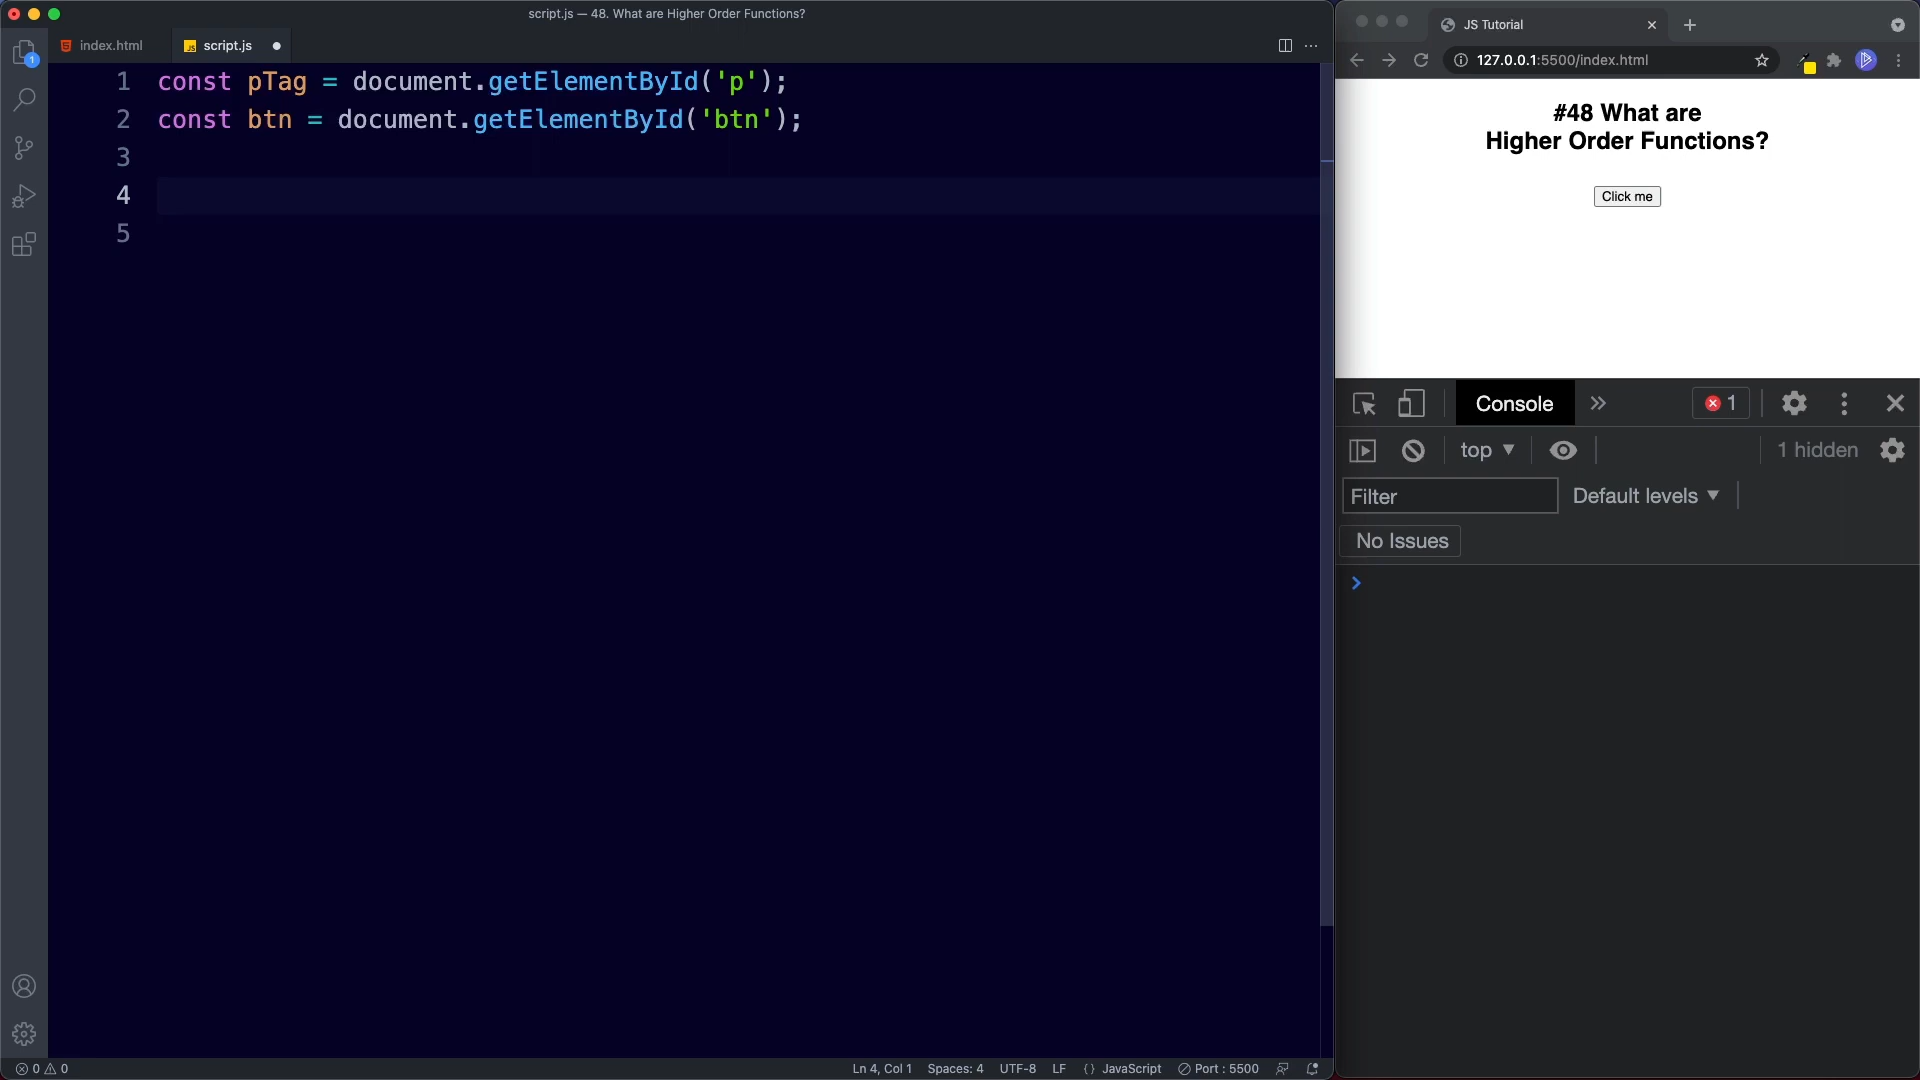 script.js — 48. What are Higher Order Functions?
index.html
script.js
1 const pTag = document.getElementById('p');
2 const btn = document.getElementById('btn');
3
4
5
1
0 0
Ln 4, Col 1 Spaces: 4 UTF-8 LF {} JavaScript Port : 5500
JS Tutorial
127.0.0.1:5500/index.html
#48 What are
Higher Order Functions?
Click me
Console 1
top 1 hidden
Filter Default levels
No Issues